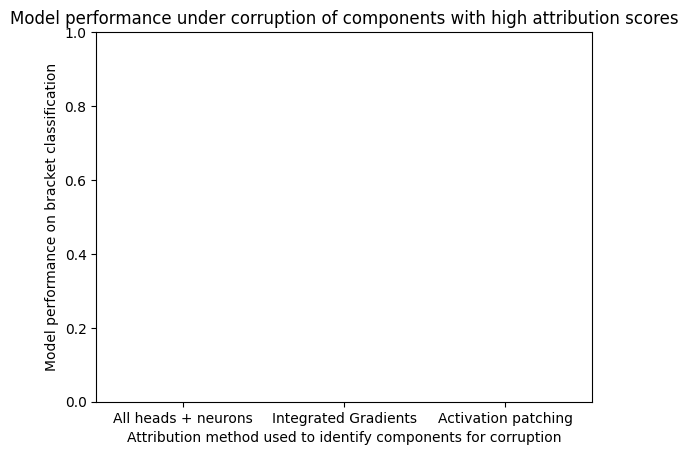 Model performance under corruption of components with high attribution scores
1.0
0.8
0.6
0.4
0.2
0.0
Model performance on bracket classification
All heads + neurons Integrated Gradients Activation patching
Attribution method used to identify components for corruption